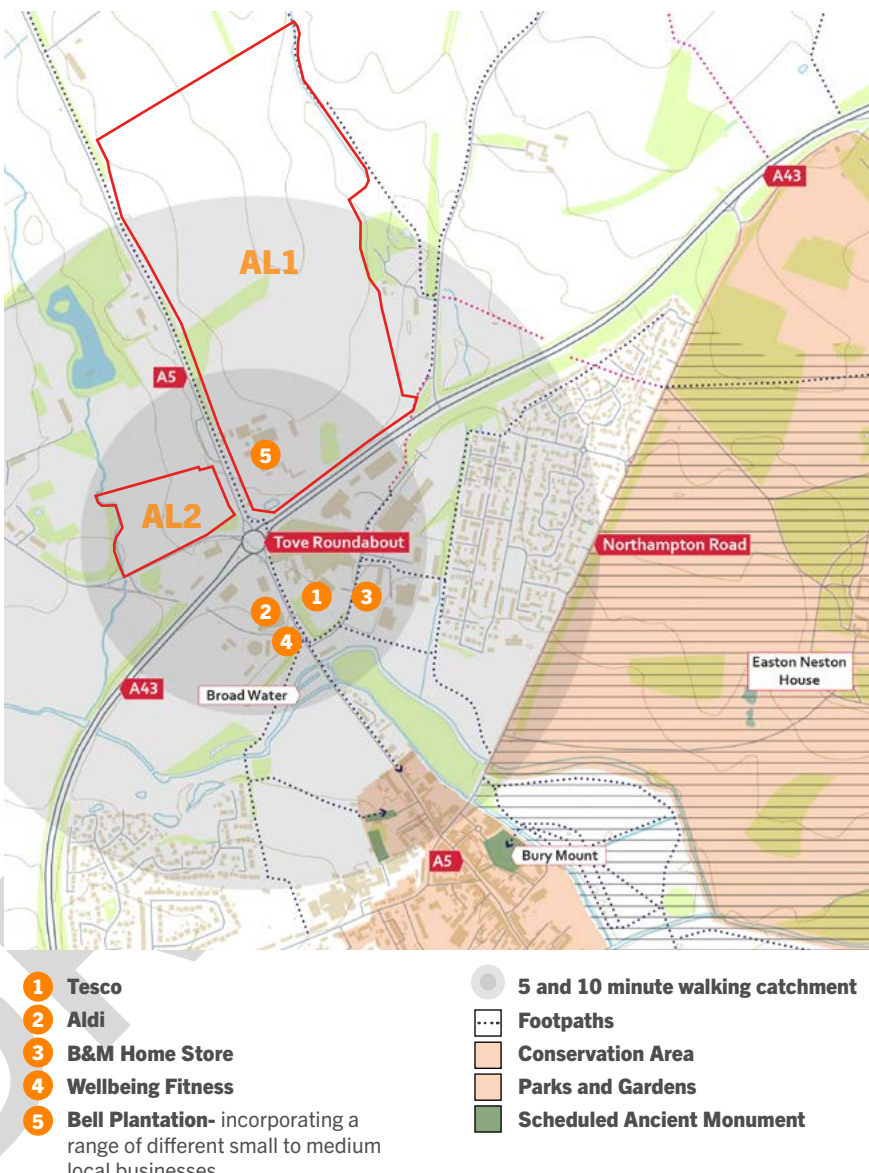 A43
AL1
A5
5
AL2
Tove Roundabout
Northampton Road
1
3
2
4
Easton Neston
House
A43
Broad Water
A5
Bury Mount
1 Tesco
2 Aldi
3 B&M Home Store
4 Wellbeing Fitness
5 Bell Plantation- incorporating a
range of different small to medium
local businesses
5 and 10 minute walking catchment
Footpaths
Conservation Area
Parks and Gardens
Scheduled Ancient Monument